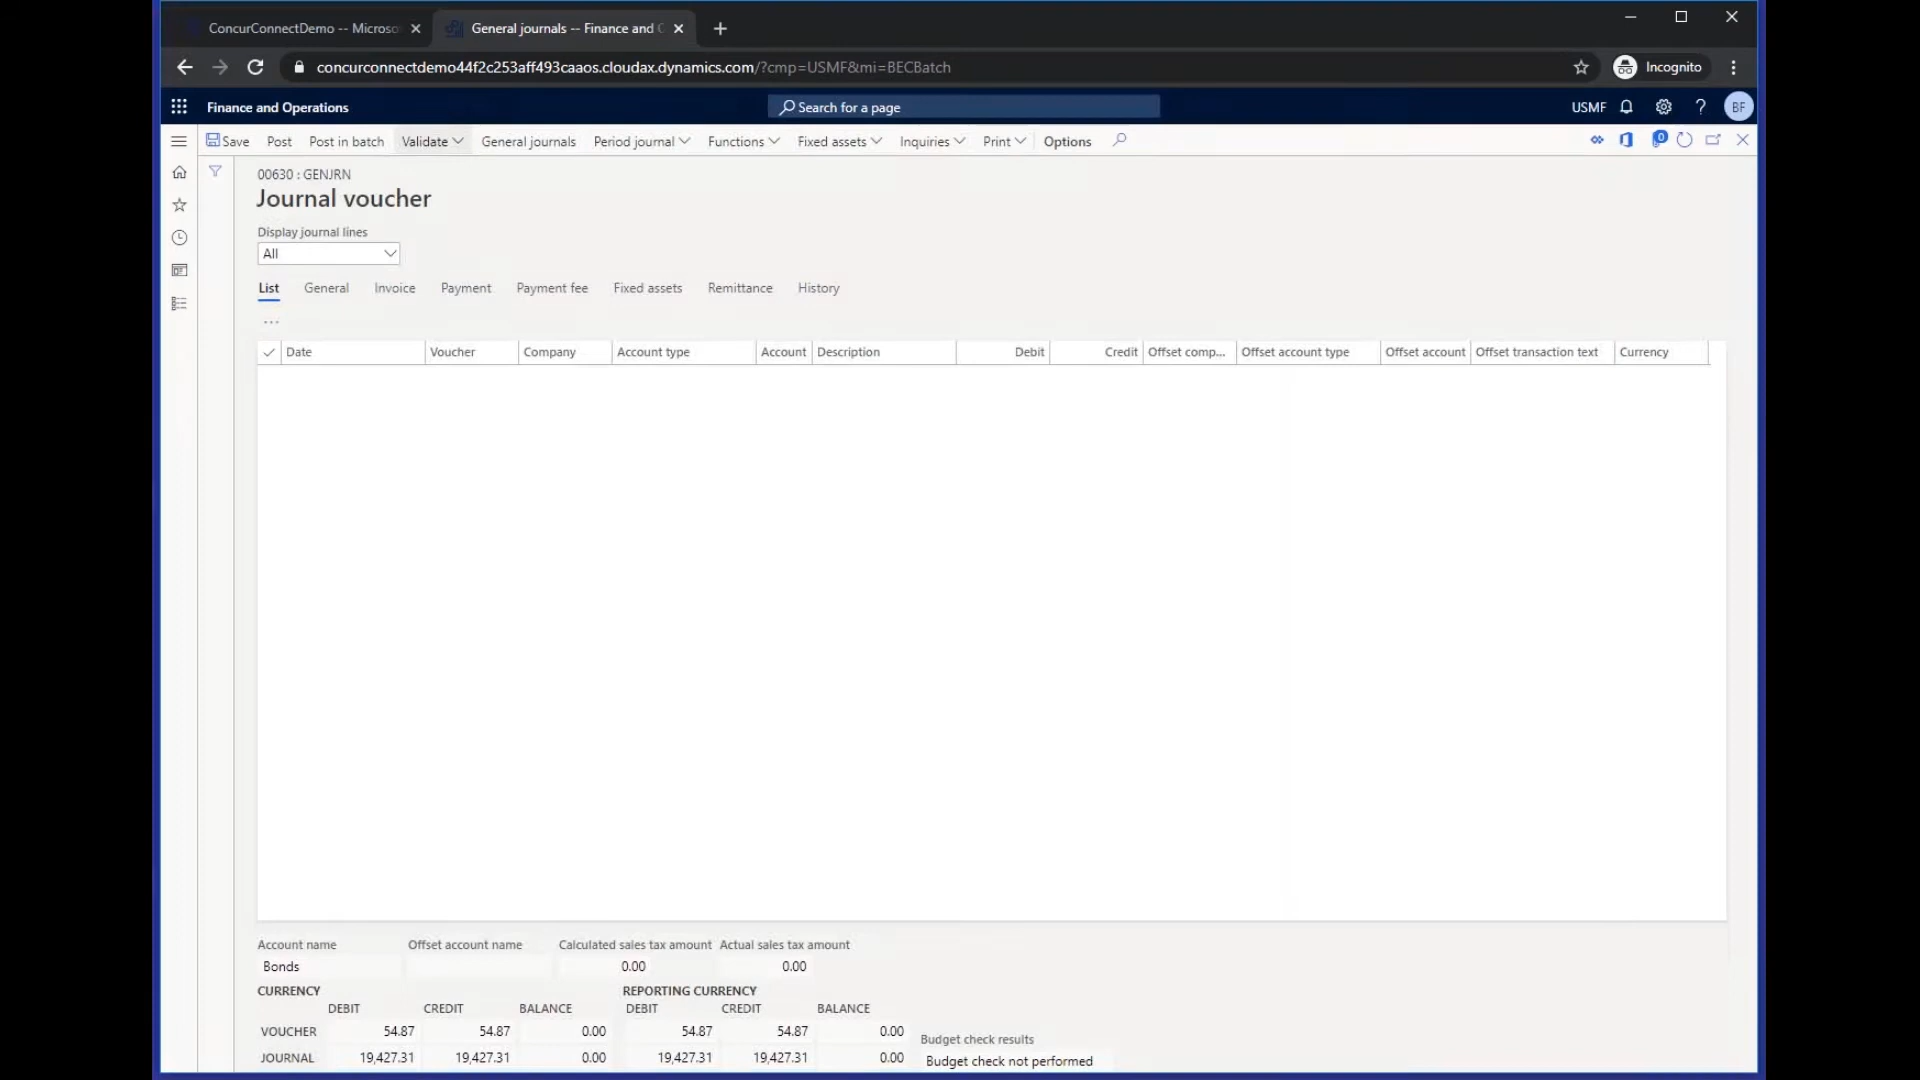 ConcurConnectDemo -- Microso
General journals -- Finance and O
concurconnectdemo44f2c253aff493caaos.cloudax.dynamics.com/?cmp=USMF&mi=BECBatch
Incognito
Finance and Operations
Search for a page
USMF
BF
Save Post Post in batch Validate General journals Period journal Functions Fixed assets Inquiries Print Options
0
00630 : GENJRN
Journal voucher
Display journal lines
All
List General Invoice Payment Payment fee Fixed assets Remittance History
...
Date Voucher Company Account type Account Description Debit Credit Offset comp... Offset account type Offset account Offset transaction text Currency
Account name Offset account name Calculated sales tax amount Actual sales tax amount
Bonds 0.00 0.00
CURRENCY REPORTING CURRENCY
DEBIT CREDIT BALANCE DEBIT CREDIT BALANCE
VOUCHER 54.87 54.87 0.00 54.87 54.87 0.00
Budget check results
JOURNAL 19,427.31 19,427.31 0.00 19,427.31 19,427.31 0.00
Budget check not performed